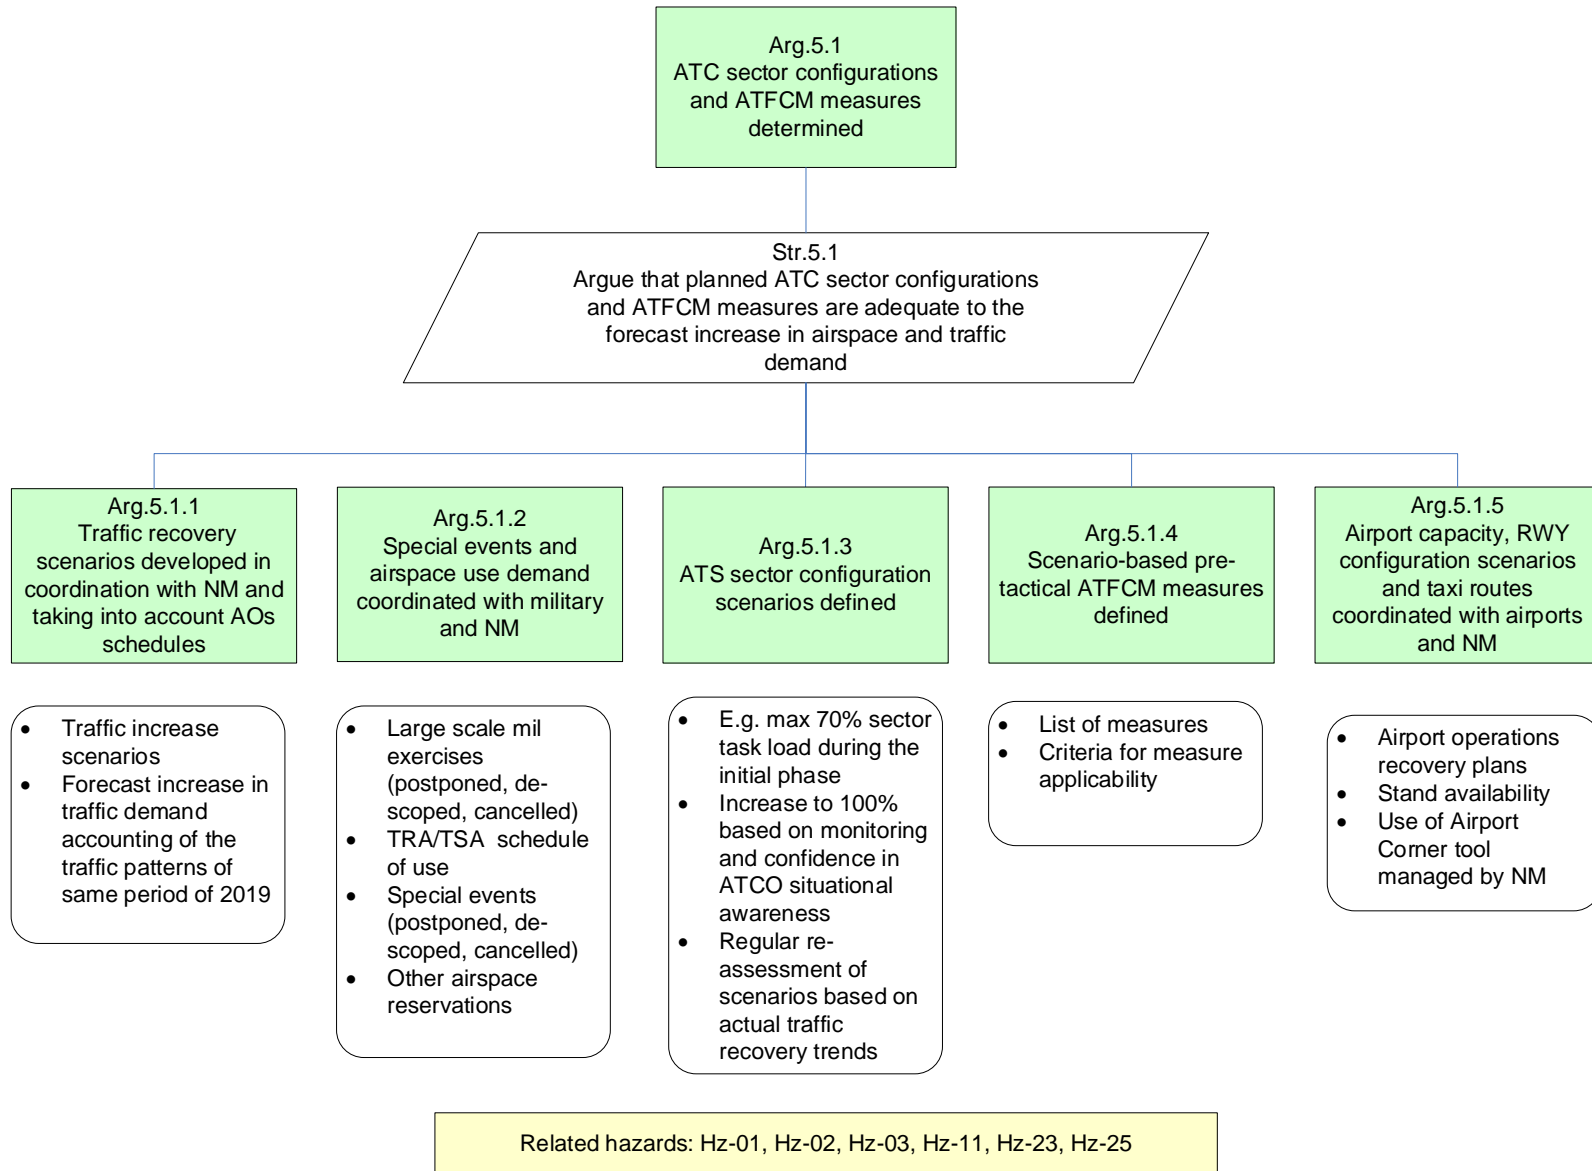 Arg.5.1
ATC sector configurations
and ATFCM measures
determined
Str.5.1
Argue that planned ATC sector configurations
and ATFCM measures are adequate to the
forecast increase in airspace and traffic
demand
Arg.5.1.1
Traffic recovery
scenarios developed in
coordination with NM and
taking into account AOs
schedules
Arg.5.1.2
Special events and
airspace use demand
coordinated with military
and NM
Arg.5.1.3
ATS sector configuration
scenarios defined
Arg.5.1.4
Scenario-based pre-
tactical ATFCM measures
defined
Arg.5.1.5
Airport capacity, RWY
configuration scenarios
and taxi routes
coordinated with airports
and NM
• Traffic increase
scenarios
• Forecast increase in
traffic demand
accounting of the
traffic patterns of
same period of 2019
• Large scale mil
exercises
(postponed, de-
scoped, cancelled)
• TRA/TSA schedule
of use
• Special events
(postponed, de-
scoped, cancelled)
• Other airspace
reservations
• E.g. max 70% sector
task load during the
initial phase
• Increase to 100%
based on monitoring
and confidence in
ATCO situational
awareness
• Regular re-
assessment of
scenarios based on
actual traffic
recovery trends
• List of measures
• Criteria for measure
applicability
• Airport operations
recovery plans
• Stand availability
• Use of Airport
Corner tool
managed by NM
Related hazards: Hz-01, Hz-02, Hz-03, Hz-11, Hz-23, Hz-25